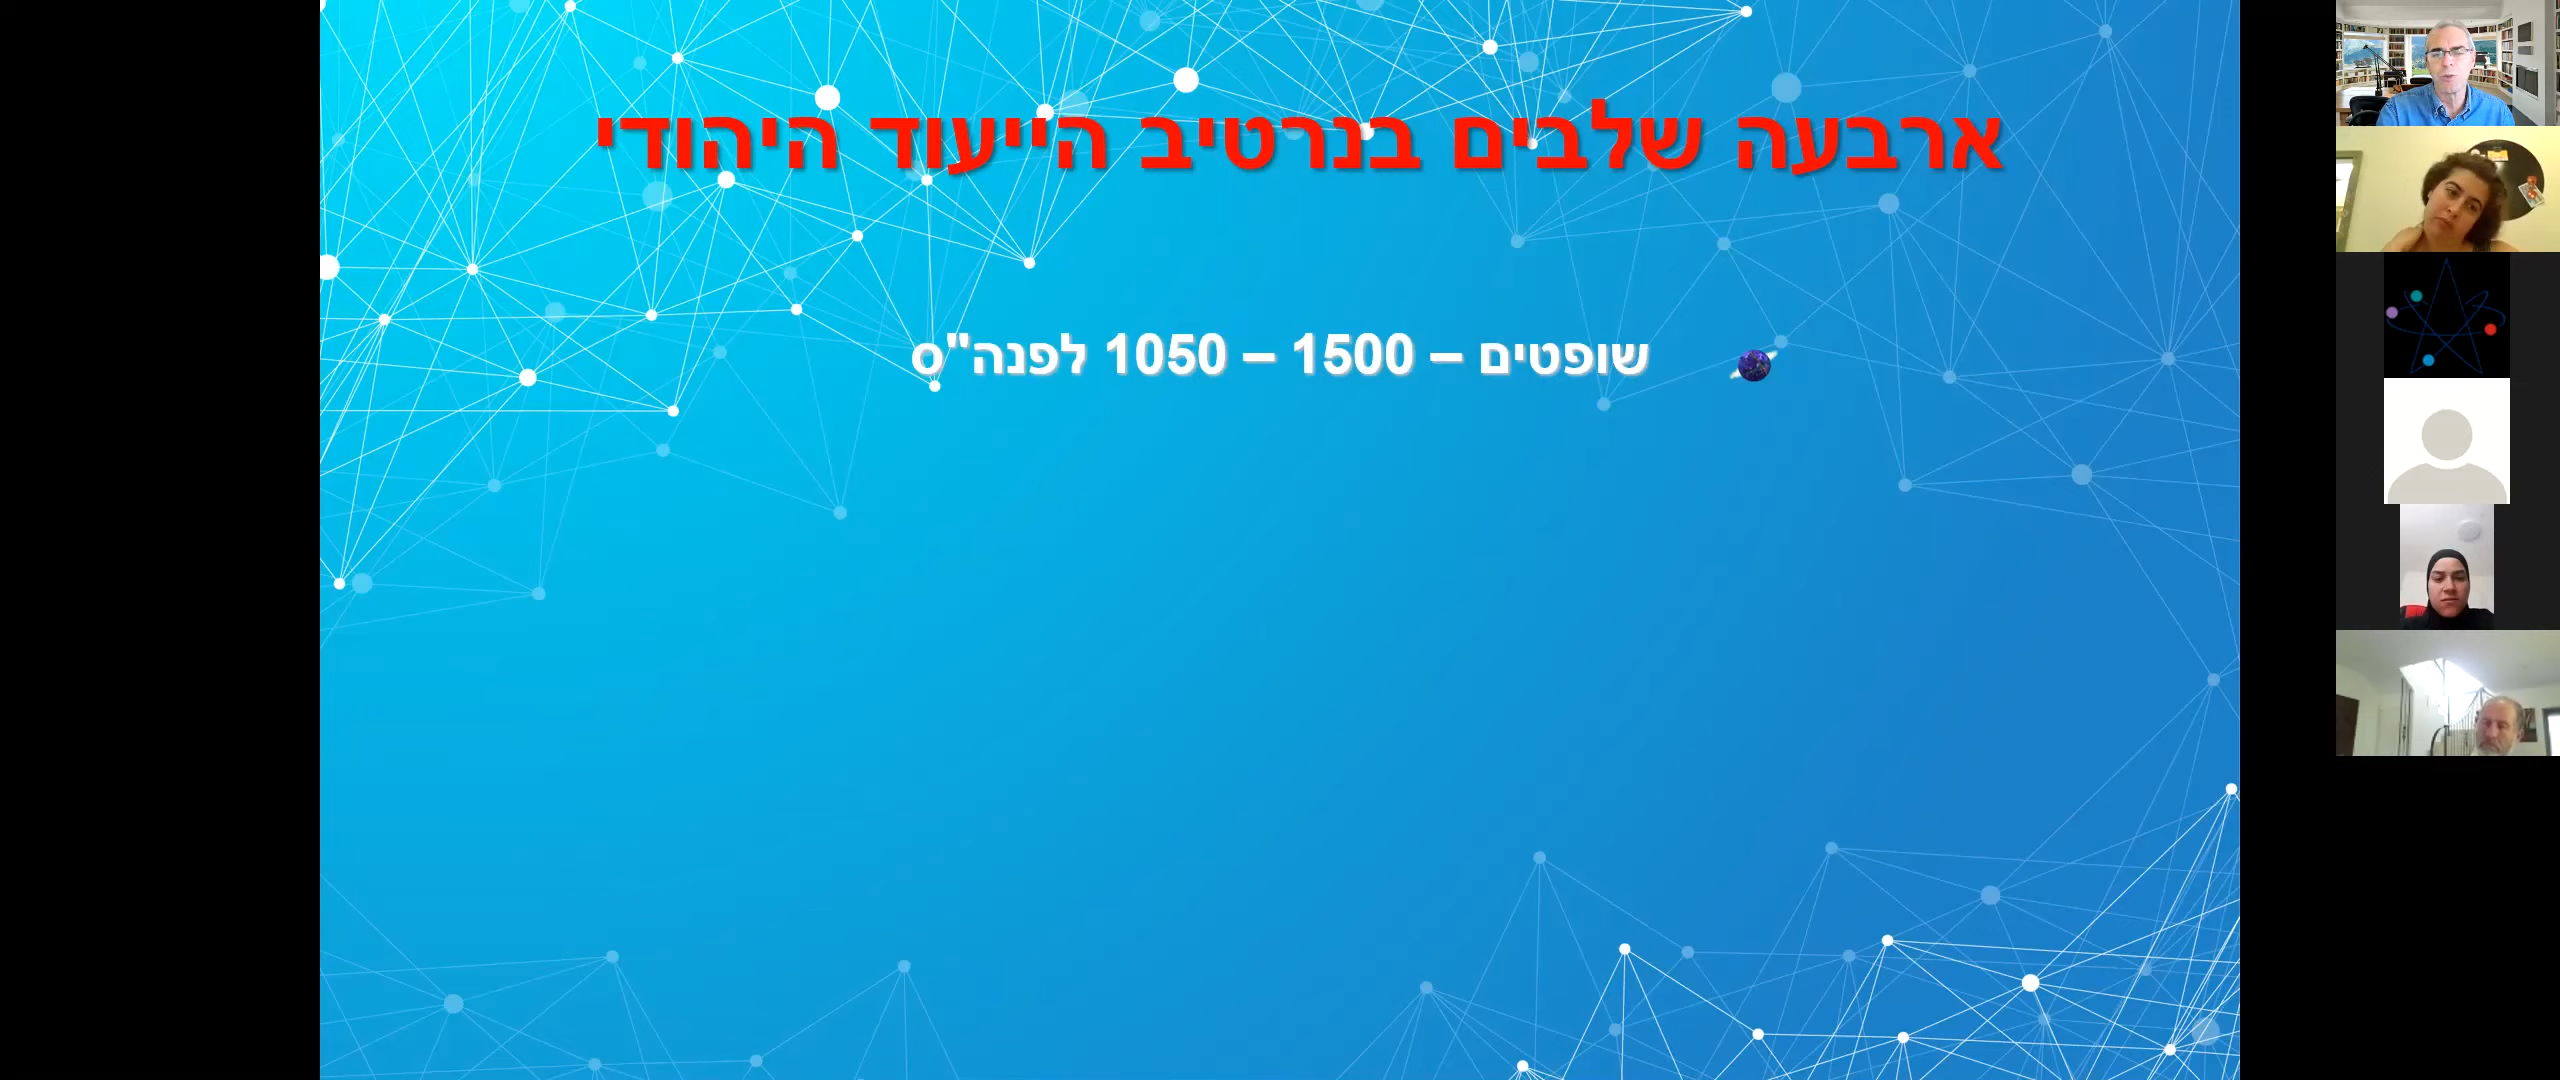 ארבעה שלבים בנרטיב הייעוד היהודי
שופטים – 1500 – 1050 לפנה"ס